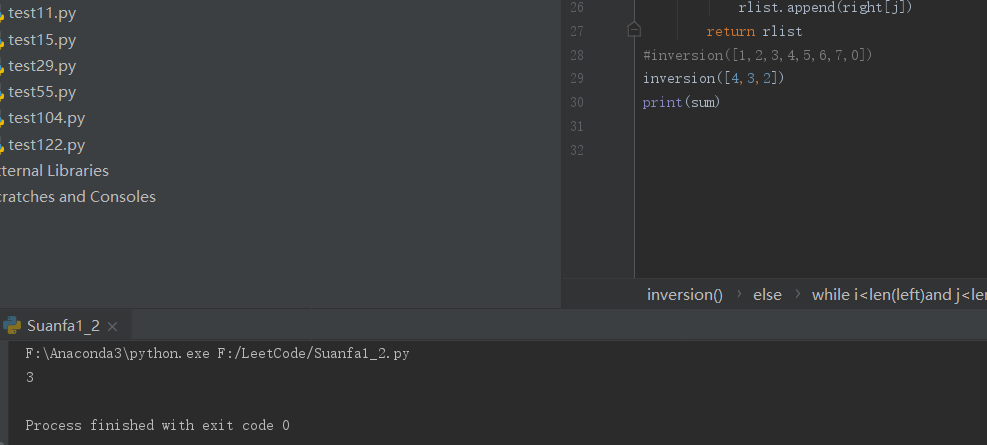 test11.py
test15.py
test29.py
test55.py
test104.py
test122.py
ternal Libraries
cratches and Consoles
26 rlist.append(right[j])
27 return rlist
28 #inversion([1,2,3,4,5,6,7,0])
29 inversion([4,3,2])
30 print(sum)
31
32
inversion() › else › while i<len(left)and j<len
Suanfa1_2 ×
F:\Anaconda3\python.exe F:/LeetCode/Suanfa1_2.py
3
Process finished with exit code 0